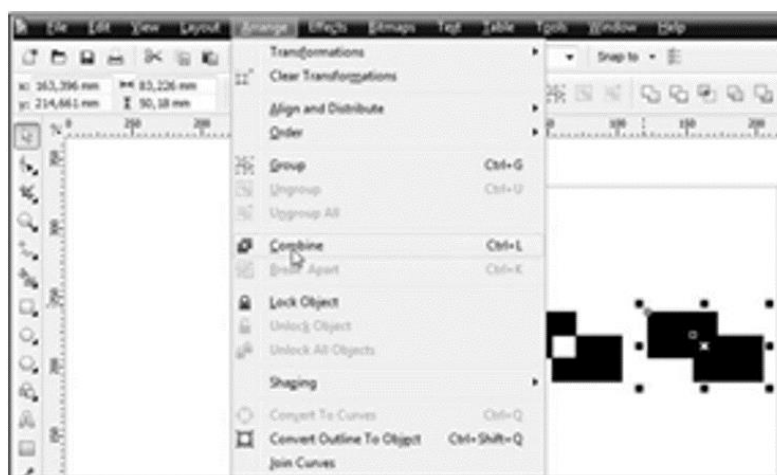 File Edit View Layout Arrange Effects Bitmaps Text Table Tools Window Help
Snap to
x: 163,396 mm 83,226 mm
y: 214,661 mm 50,18 mm
Transformations
Clear Transformations
Align and Distribute
Order
Group Ctrl+G
Ungroup Ctrl+U
Ungroup All
Combine Ctrl+L
Break Apart Ctrl+K
Lock Object
Unlock Object
Unlock All Objects
Shaping
Convert To Curves Ctrl+Q
Convert Outline To Object Ctrl+Shift+Q
Join Curves